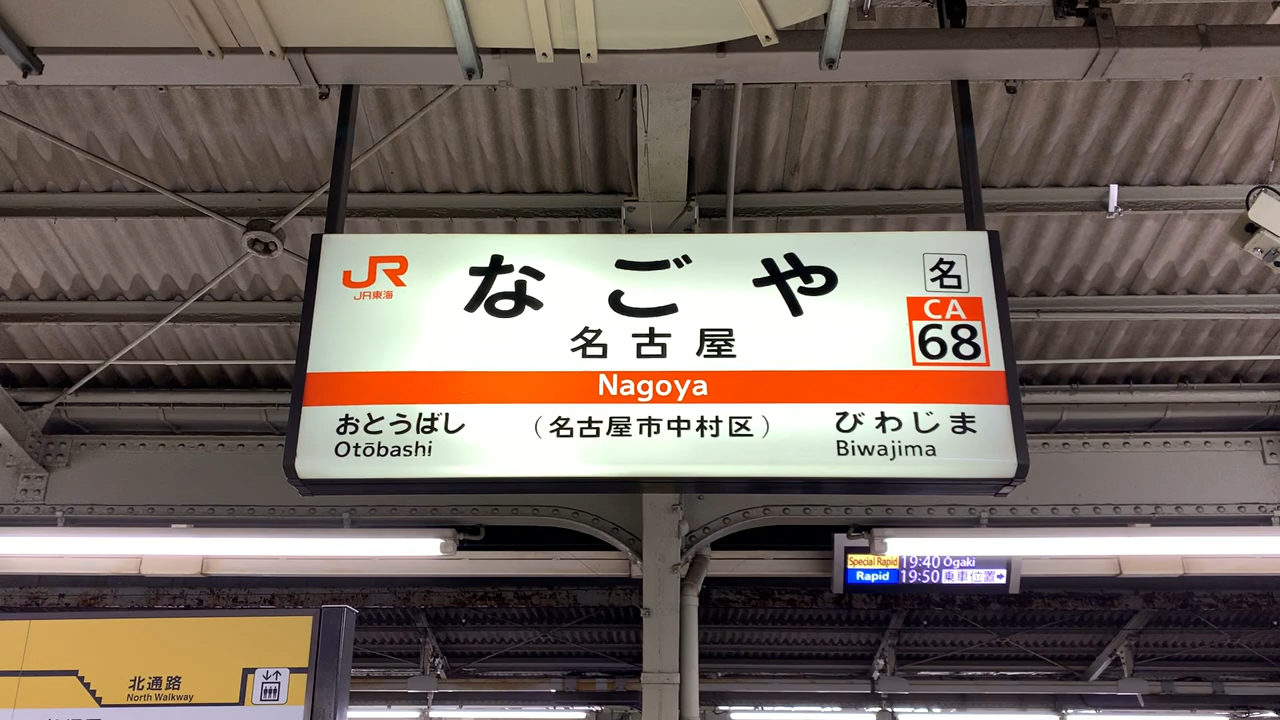 JR
JR東海
なごや
名
CA
68
名古屋
Nagoya
おとうばし
Otōbashi
（名古屋市中村区）
びわじま
Biwajima
Special Rapid 19:40 Ōgaki
Rapid 19:50 乗車位置➡
北通路
North Walkway